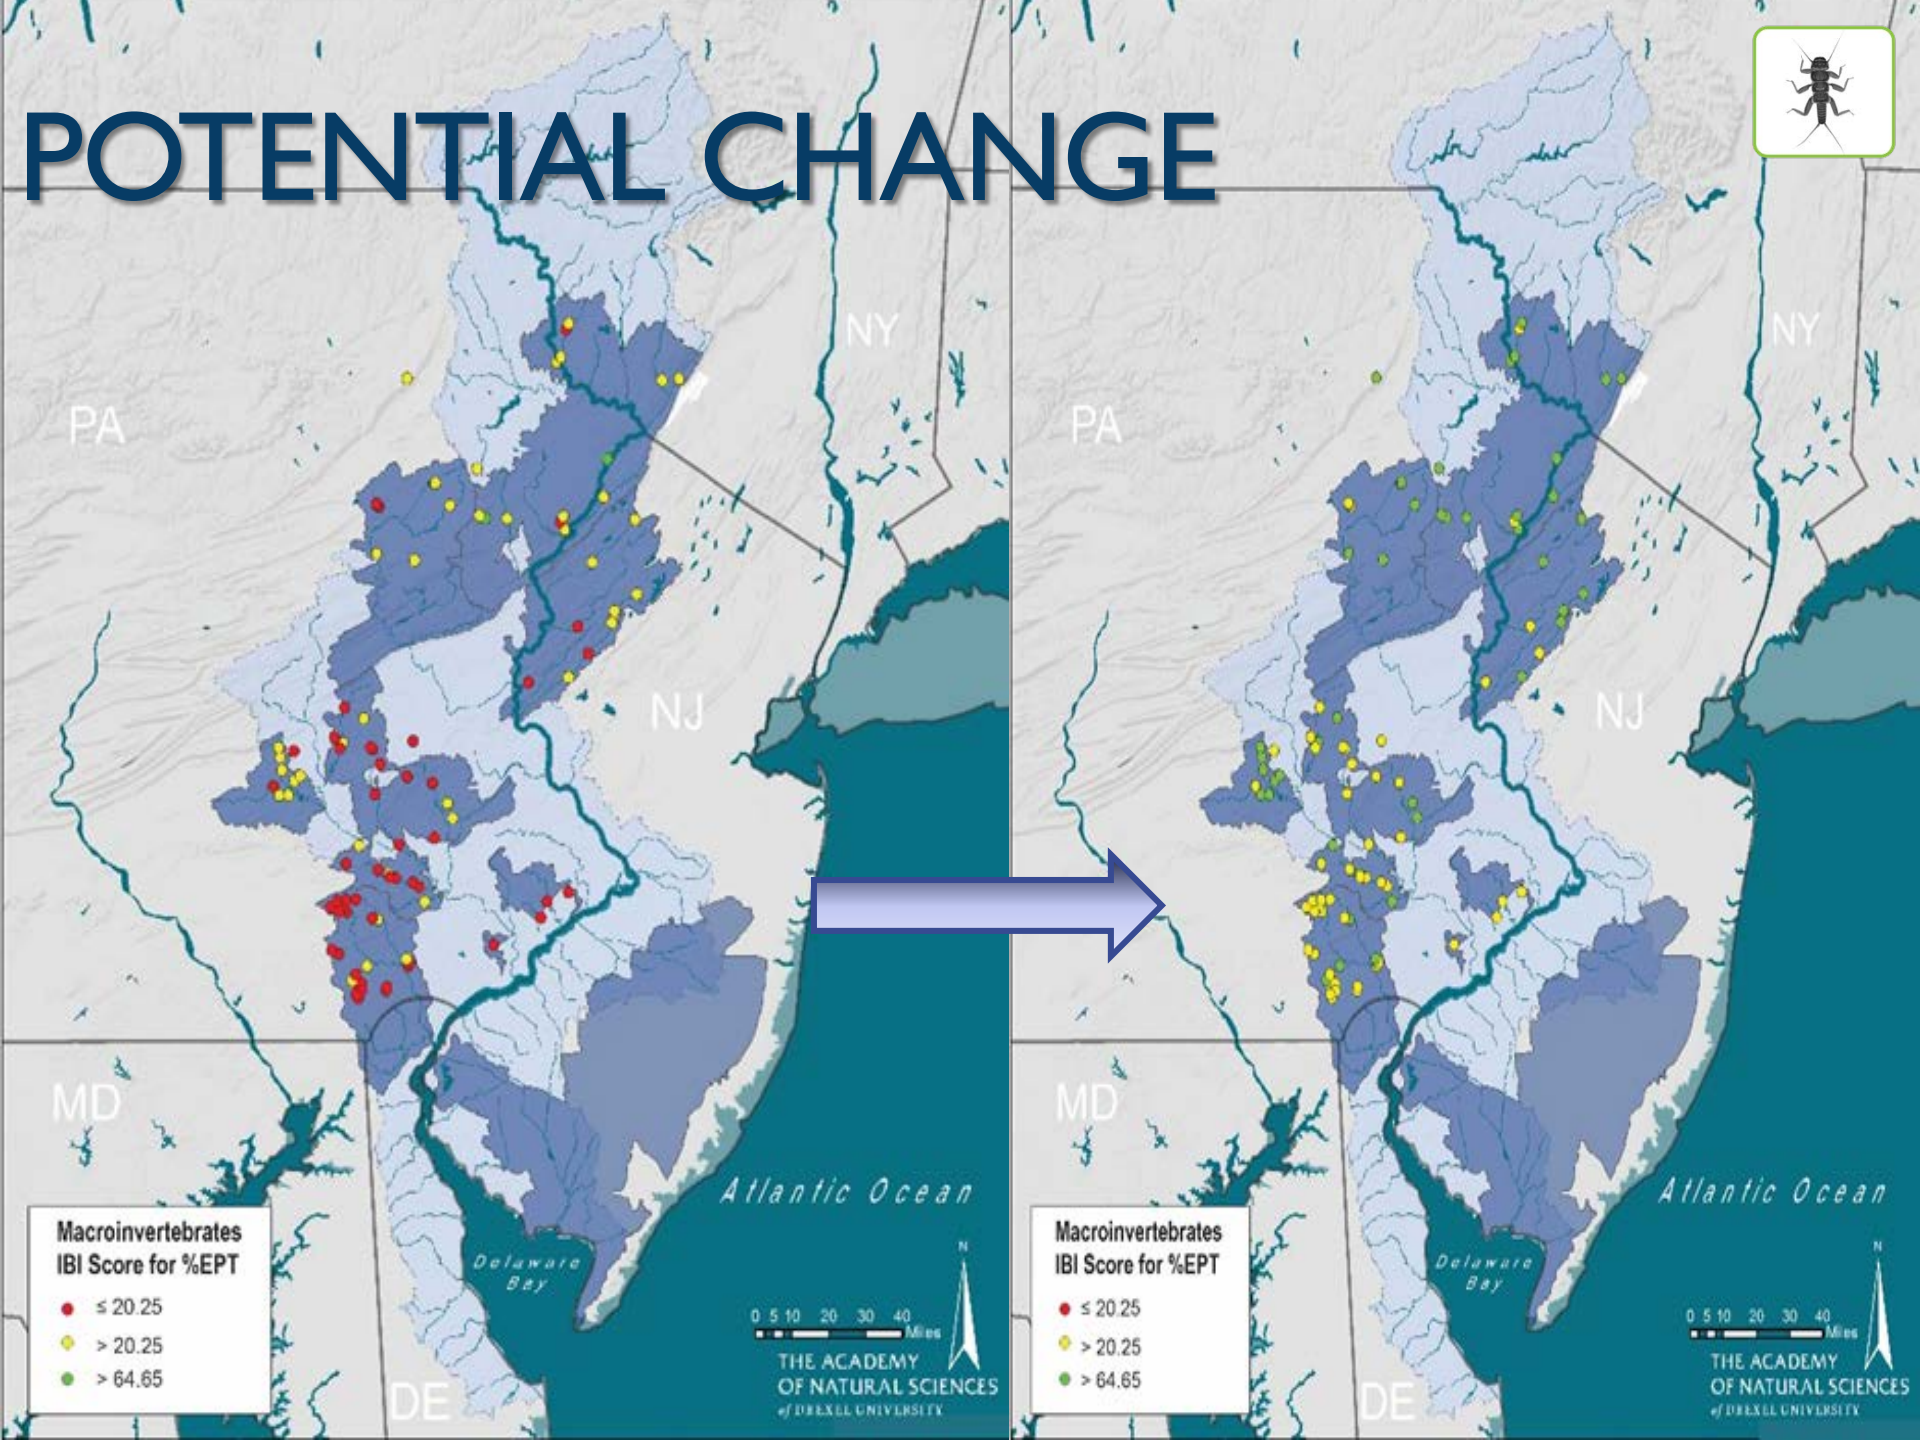 POTENTIAL CHANGE
NY
PA
NJ
MD
DE
Atlantic Ocean
Delaware
Bay
Macroinvertebrates
IBI Score for %EPT
≤ 20.25
> 20.25
> 64.65
N
0 5 10 20 30 40
Miles
THE ACADEMY
OF NATURAL SCIENCES
of DREXEL UNIVERSITY
NY
PA
NJ
MD
DE
Atlantic Ocean
Delaware
Bay
Macroinvertebrates
IBI Score for %EPT
≤ 20.25
> 20.25
> 64.65
N
0 5 10 20 30 40
Miles
THE ACADEMY
OF NATURAL SCIENCES
of DREXEL UNIVERSITY